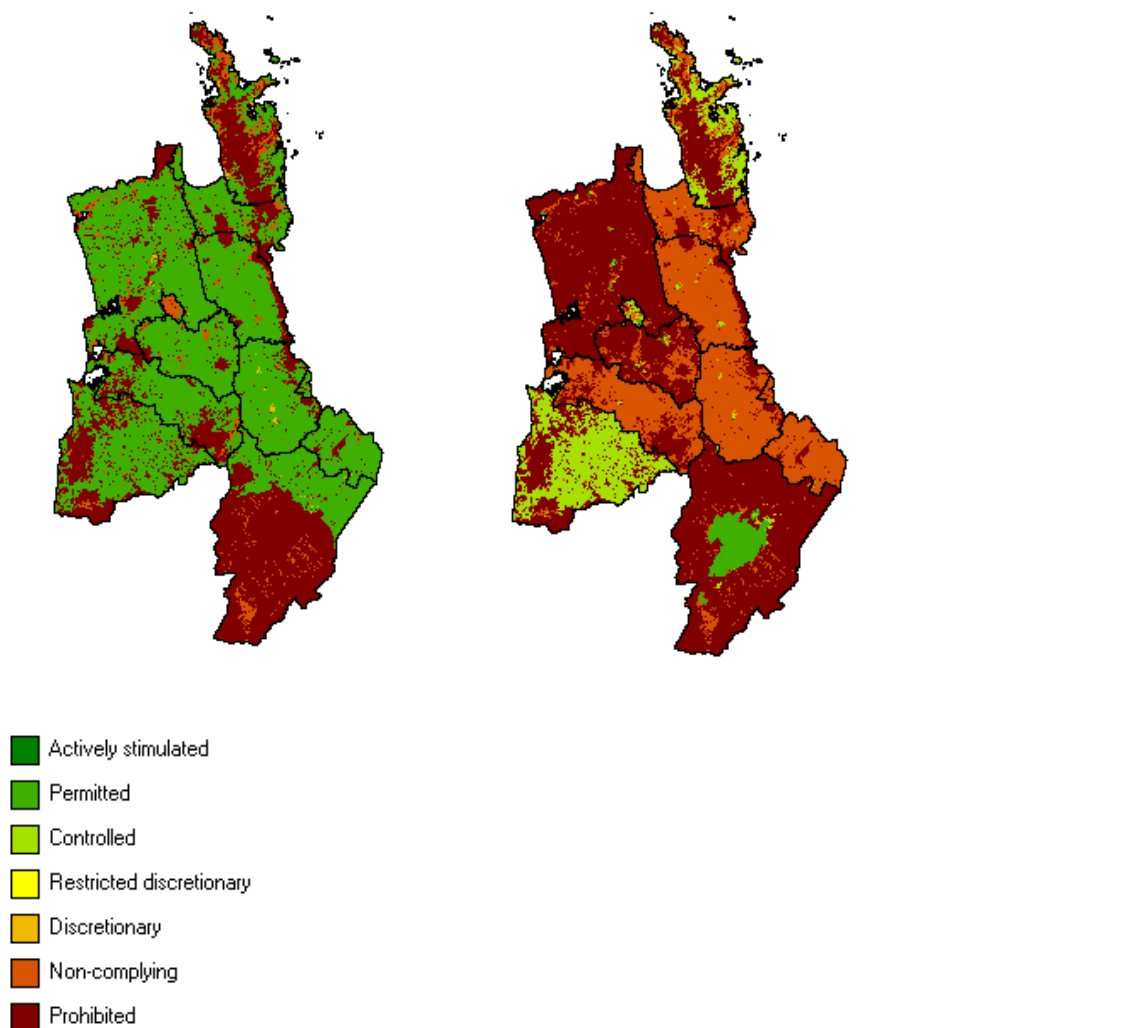 Actively stimulated
Permitted
Controlled
Restricted discretionary
Discretionary
Non-complying
Prohibited